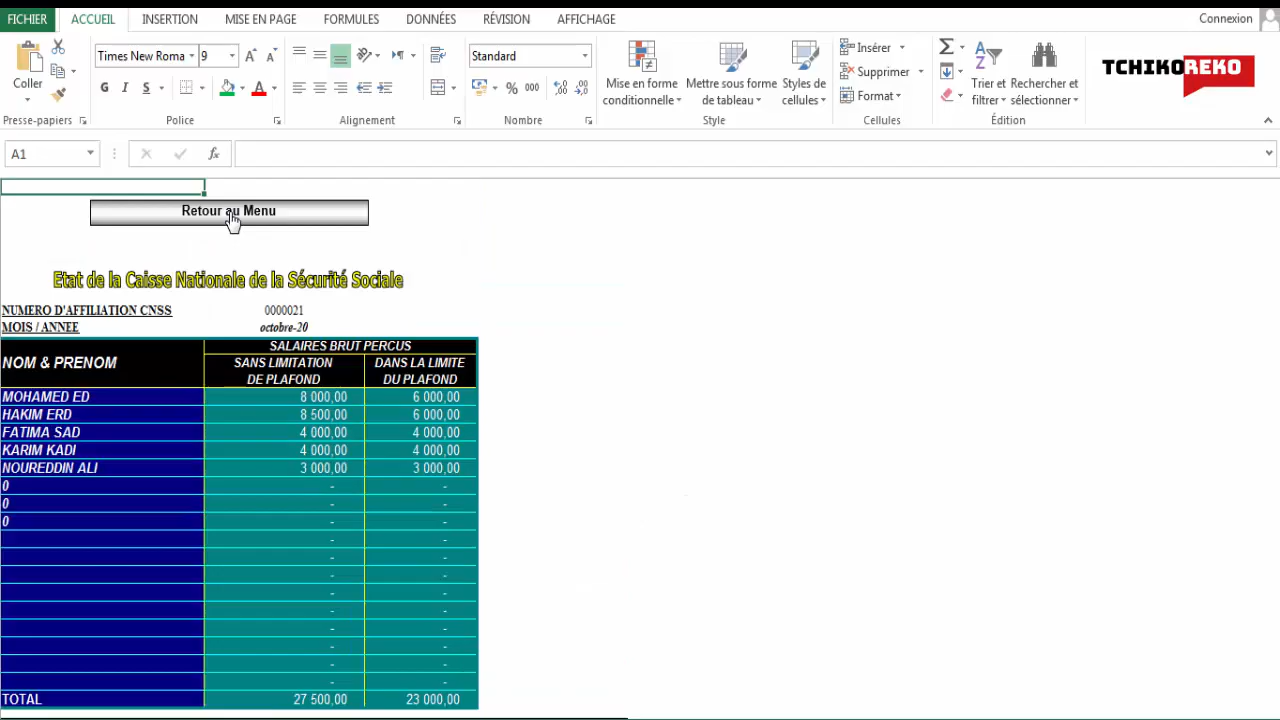 FICHIER ACCUEIL INSERTION MISE EN PAGE FORMULES DONNÉES RÉVISION AFFICHAGE Connexion
Times New Roma 9 Standard
Coller
G I S
% 000
Mise en forme conditionnelle
Mettre sous forme de tableau
Styles de cellules
Insérer
Supprimer
Format
Trier et filtrer
Rechercher et sélectionner
TCHIKOREKO
Presse-papiers Police Alignement Nombre Style Cellules Édition
A1 fx
Retour au Menu
Etat de la Caisse Nationale de la Sécurité Sociale
NUMERO D'AFFILIATION CNSS 0000021
MOIS / ANNEE octobre-20
NOM & PRENOM
SALAIRES BRUT PERCUS
SANS LIMITATION DE PLAFOND
DANS LA LIMITE DU PLAFOND
MOHAMED ED 8 000,00 6 000,00
HAKIM ERD 8 500,00 6 000,00
FATIMA SAD 4 000,00 4 000,00
KARIM KADI 4 000,00 4 000,00
NOUREDDIN ALI 3 000,00 3 000,00
0 - -
0 - -
0 - -
- -
- -
- -
- -
- -
- -
- -
- -
- -
TOTAL 27 500,00 23 000,00